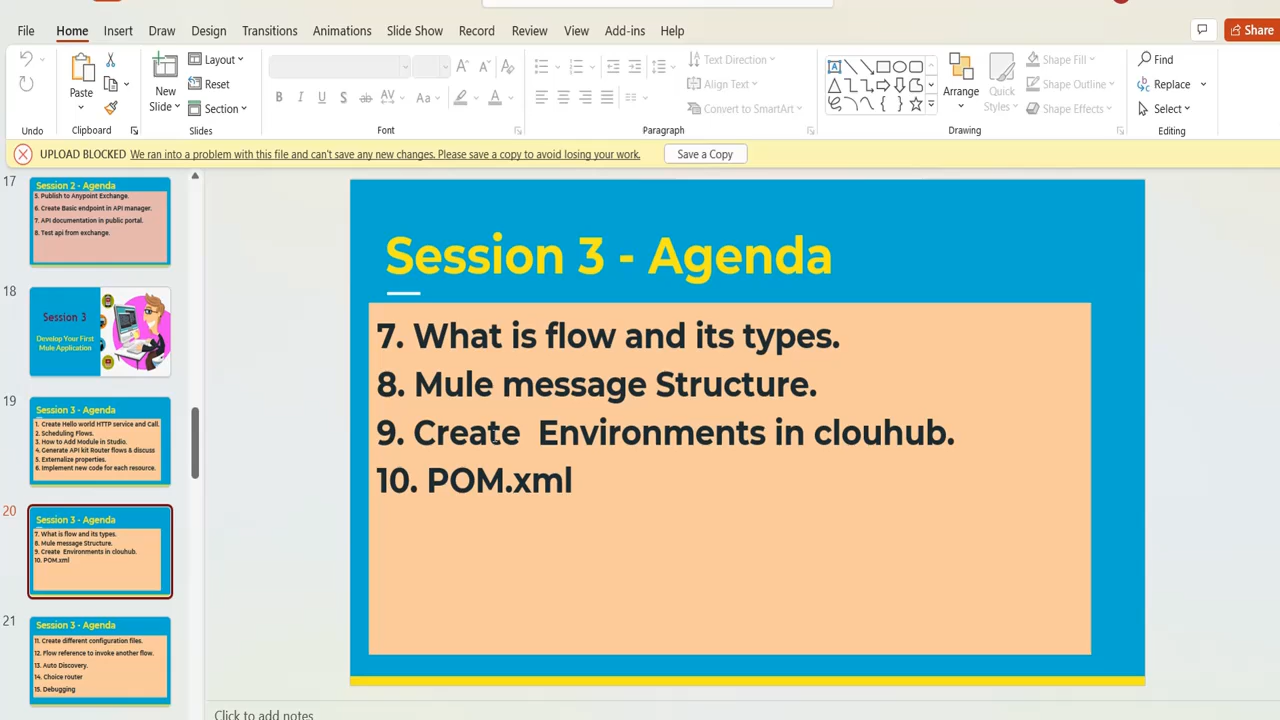 File Home Insert Draw Design Transitions Animations Slide Show Record Review View Add-ins Help Share
Paste
New
Slide
Layout
Reset
Section
Text Direction
Align Text
Convert to SmartArt
Arrange
Quick
Styles
Shape Fill
Shape Outline
Shape Effects
Find
Replace
Select
Undo Clipboard Slides Font Paragraph Drawing Editing
UPLOAD BLOCKED We ran into a problem with this file and can't save any new changes. Please save a copy to avoid losing your work. Save a Copy
17
Session 2 - Agenda
5. Publish to Anypoint Exchange.
6. Create Basic endpoint in API manager.
7. API documentation in public portal.
8. Test api from exchange.
18
Session 3
Develop Your First
Mule Application
19
Session 3 - Agenda
1. Create Hello world HTTP service and Call.
2. Scheduling Flows.
3. How to Add Module in Studio.
4. Generate API kit Router flows & discuss
5. Externalize properties.
6. Implement new code for each resource.
20
Session 3 - Agenda
7. What is flow and its types.
8. Mule message Structure.
9. Create Environments in clouhub.
10. POM.xml
21
Session 3 - Agenda
11. Create different configuration files.
12. Flow reference to invoke another flow.
13. Auto Discovery.
14. Choice router
15. Debugging
Session 3 - Agenda
7. What is flow and its types.
8. Mule message Structure.
9. Create  Environments in clouhub.
10. POM.xml
Click to add notes